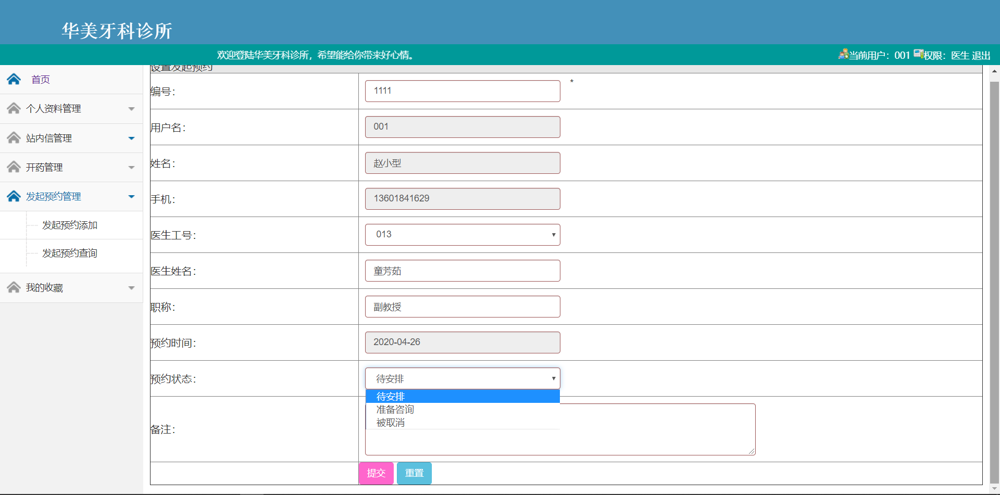 华美牙科诊所
欢迎登陆华美牙科诊所，希望能给你带来好心情。
当前用户：001 权限：医生 退出
首页
个人资料管理
站内信管理
开药管理
发起预约管理
发起预约添加
发起预约查询
我的收藏
设置发起预约
编号： 1111 *
用户名： 001
姓名： 赵小型
手机： 13601841629
医生工号： 013
医生姓名： 童芳茹
职称： 副教授
预约时间： 2020-04-26
预约状态： 待安排
待安排
准备咨询
被取消
备注：
提交 重置